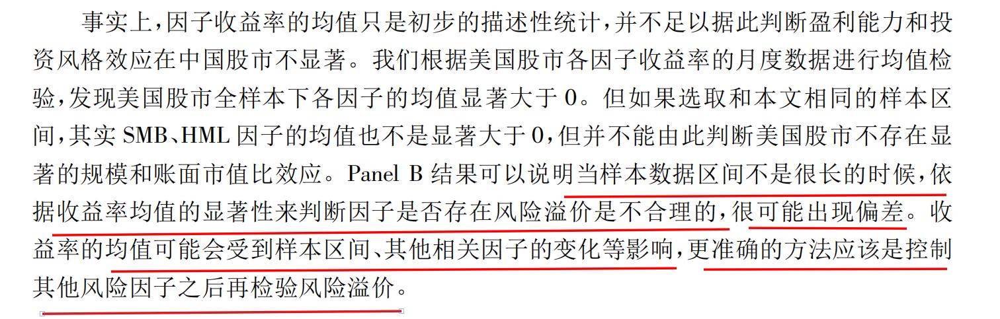 事实上,因子收益率的均值只是初步的描述性统计,并不足以据此判断盈利能力和投
资风格效应在中国股市不显著。我们根据美国股市各因子收益率的月度数据进行均值检
验,发现美国股市全样本下各因子的均值显著大于 0。但如果选取和本文相同的样本区
间,其实 SMB、HML 因子的均值也不是显著大于 0,但并不能由此判断美国股市不存在显
著的规模和账面市值比效应。Panel B 结果可以说明当样本数据区间不是很长的时候,依
据收益率均值的显著性来判断因子是否存在风险溢价是不合理的,很可能出现偏差。收
益率的均值可能会受到样本区间、其他相关因子的变化等影响,更准确的方法应该是控制
其他风险因子之后再检验风险溢价。